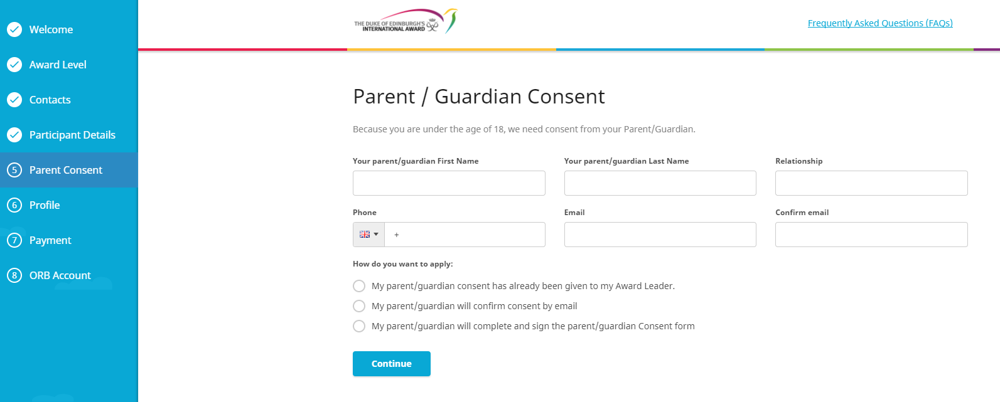 Welcome
Award Level
Contacts
Participant Details
5 Parent Consent
6 Profile
7 Payment
8 ORB Account
THE DUKE OF EDINBURGH'S
INTERNATIONAL AWARD
Frequently Asked Questions (FAQs)
Parent / Guardian Consent
Because you are under the age of 18, we need consent from your Parent/Guardian.
Your parent/guardian First Name Your parent/guardian Last Name Relationship
Phone Email Confirm email
+
How do you want to apply:
My parent/guardian consent has already been given to my Award Leader.
My parent/guardian will confirm consent by email
My parent/guardian will complete and sign the parent/guardian Consent form
Continue